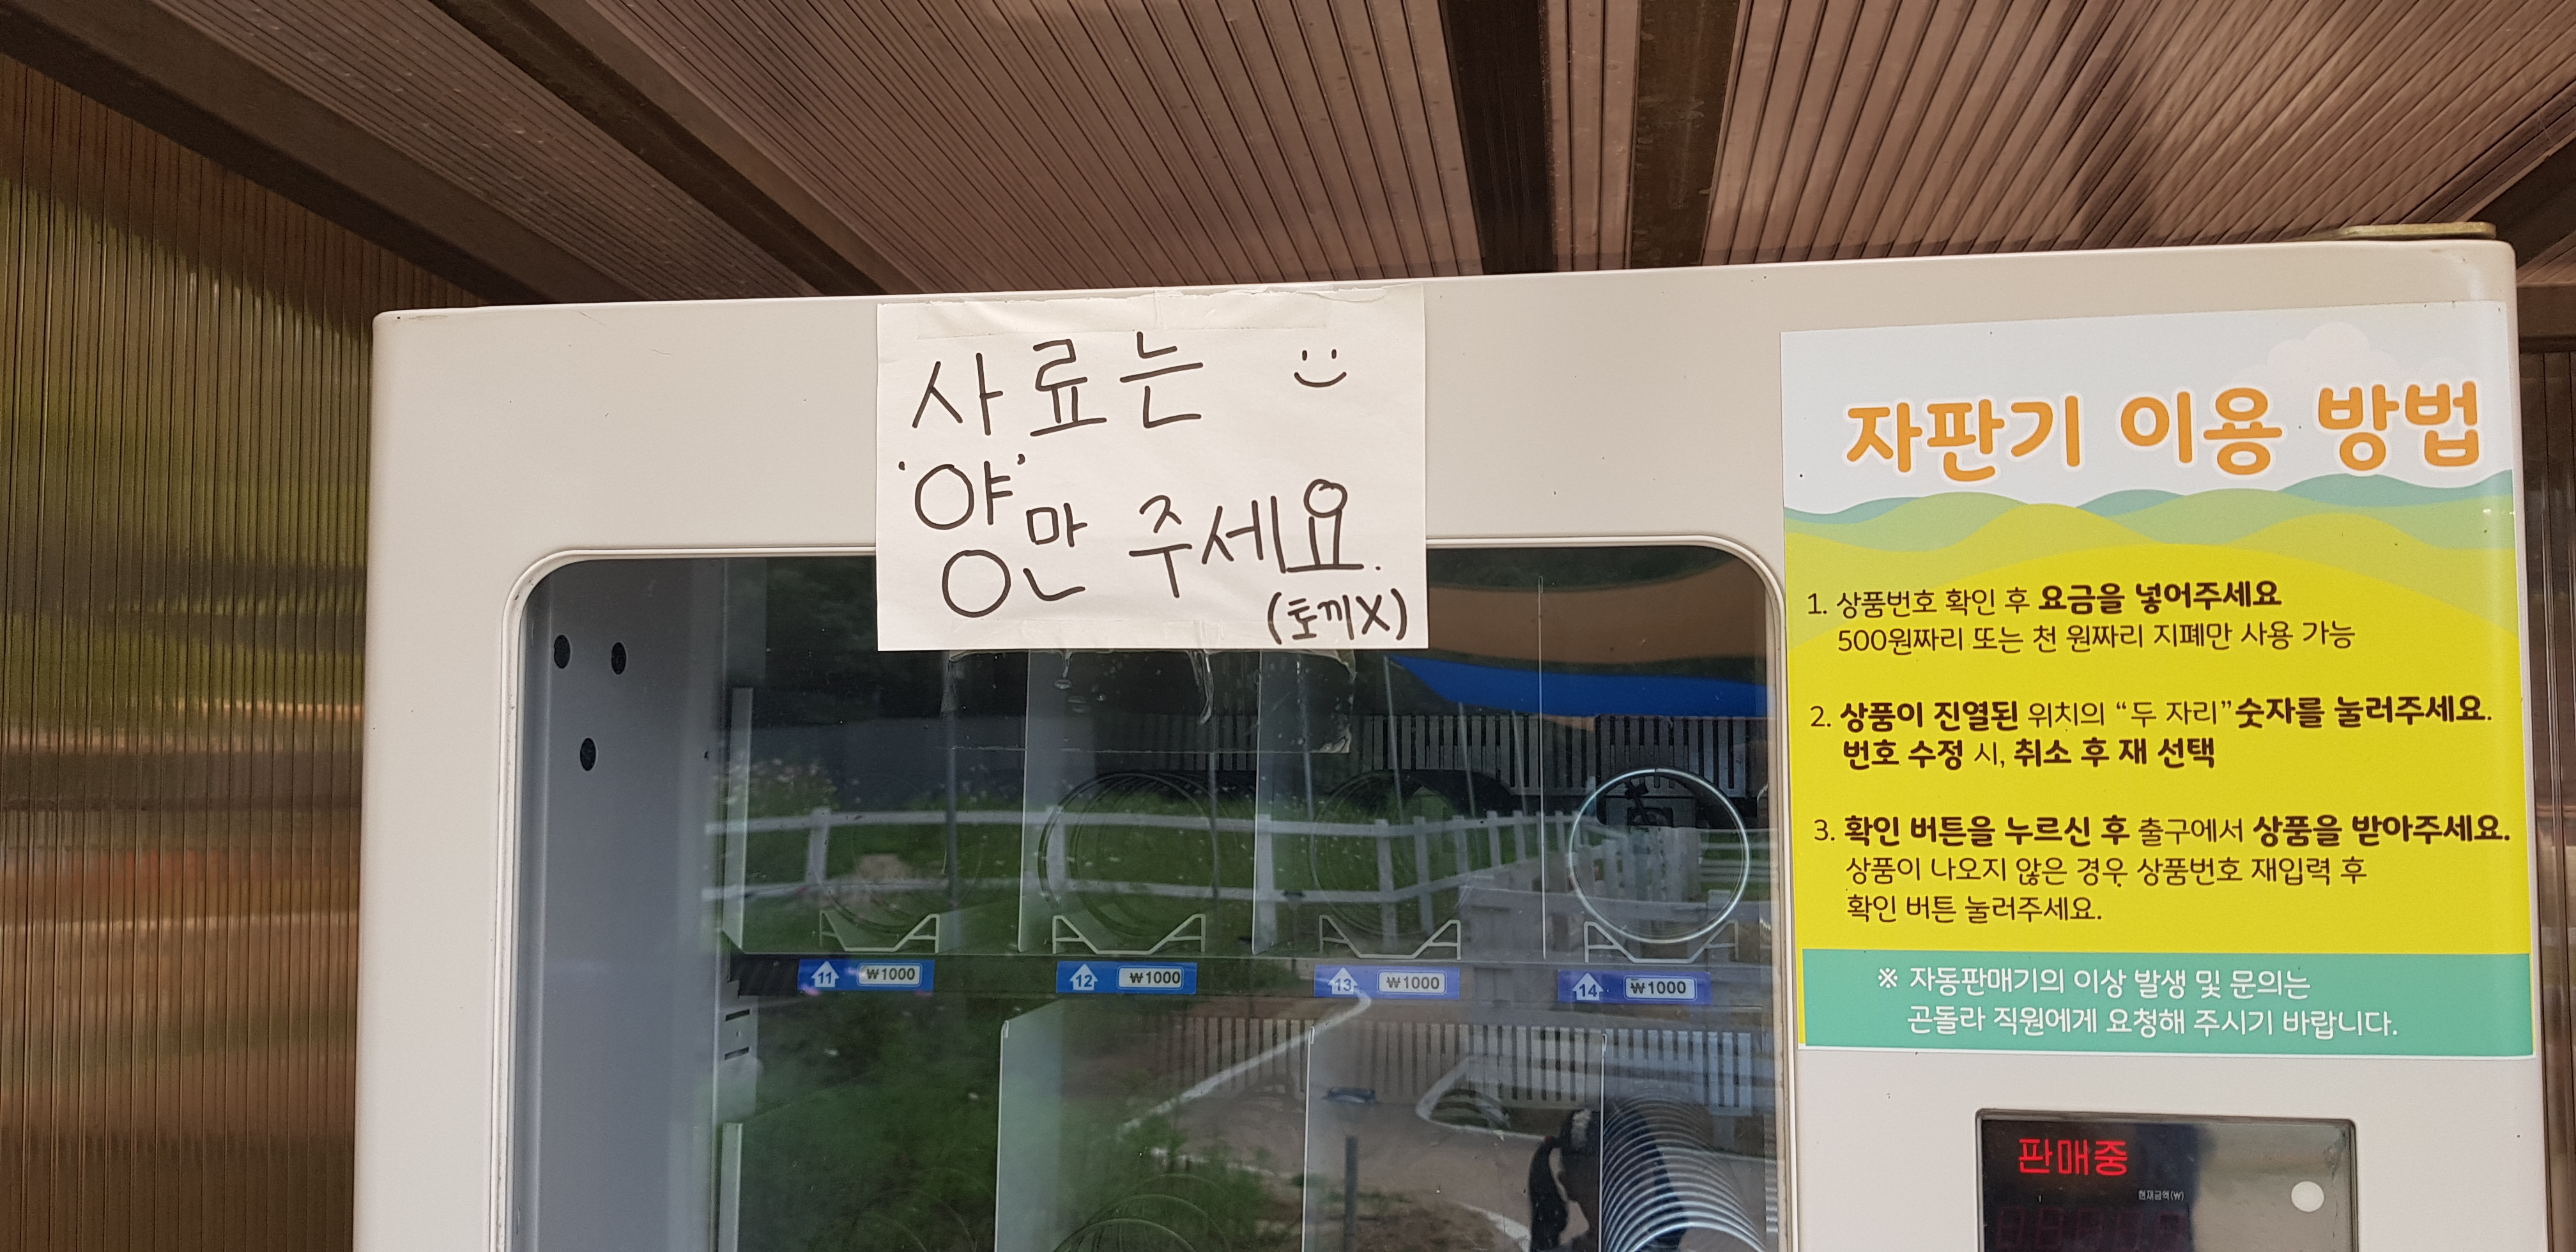 사료는
'양'만 주세요.
(토끼X)
자판기 이용 방법
1. 상품번호 확인 후 요금을 넣어주세요
500원짜리 또는 천 원짜리 지폐만 사용 가능
2. 상품이 진열된 위치의 “두 자리”숫자를 눌러주세요.
번호 수정 시, 취소 후 재 선택
3. 확인 버튼을 누르신 후 출구에서 상품을 받아주세요.
상품이 나오지 않은 경우 상품번호 재입력 후
확인 버튼 눌러주세요.
※ 자동판매기의 이상 발생 및 문의는
곤돌라 직원에게 요청해 주시기 바랍니다.
11 ₩1000 12 ₩1000 13 ₩1000 14 ₩1000
판매중
현재금액(₩)